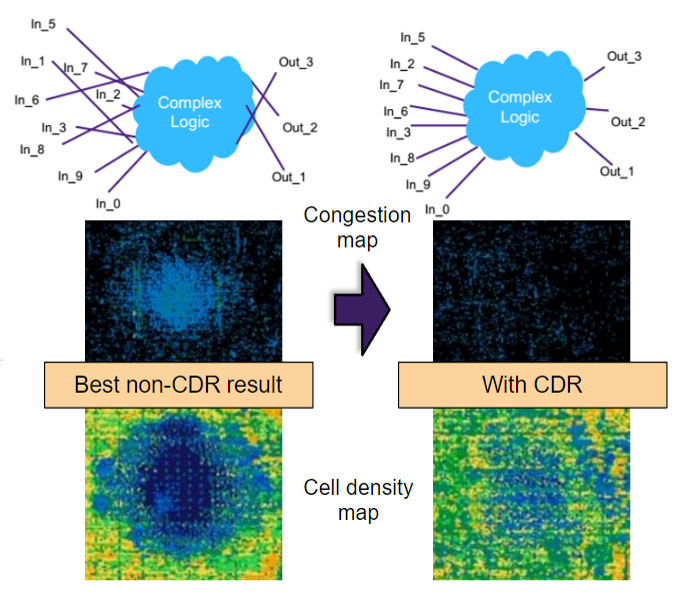 In_5
In_1
In_7
In_6
In_2
In_3
In_8
In_9
In_0
Complex
Logic
Out_3
Out_2
Out_1
In_5
In_2
In_7
In_6
In_3
In_8
In_9
In_0
Complex
Logic
Out_3
Out_2
Out_1
Congestion
map
Best non-CDR result
With CDR
Cell density
map